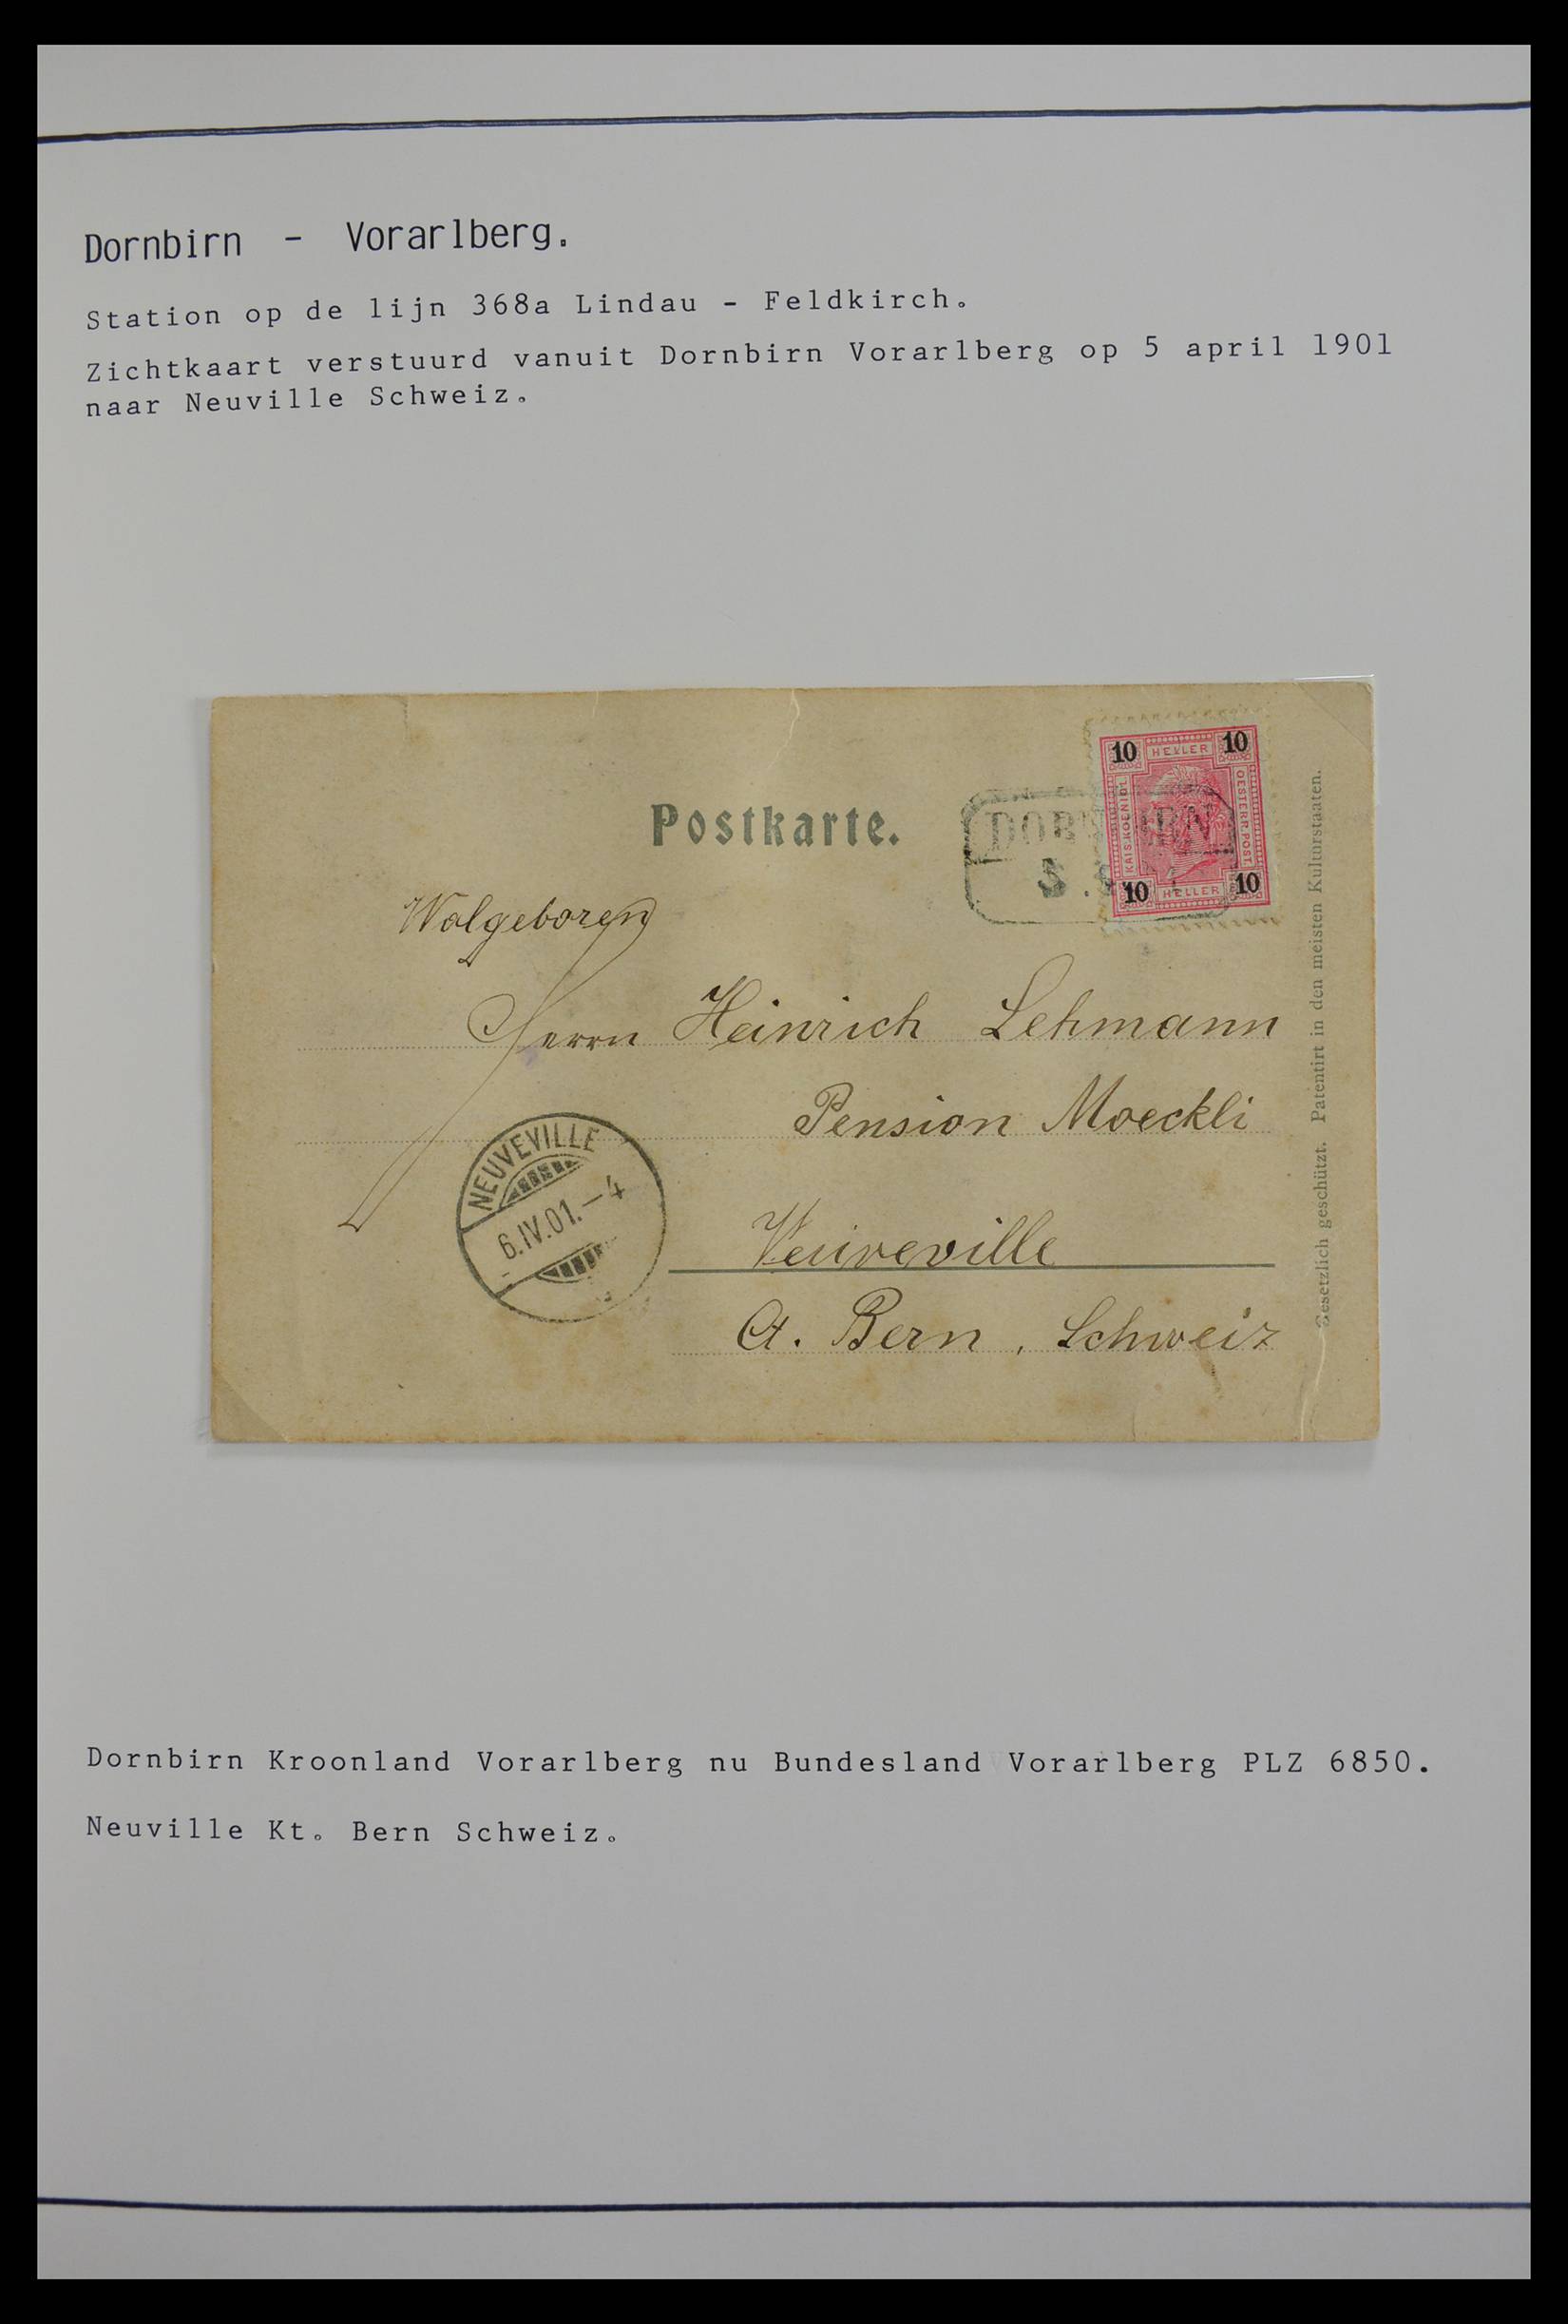 Dornbirn - Vorarlberg.
Station op de lijn 368a Lindau - Feldkirch.
Zichtkaart verstuurd vanuit Dornbirn Vorarlberg op 5 april 1901
naar Neuville Schweiz.
10 HELLER 10
KAIS. KOENIGL.
OESTERR. POST.
10 HELLER 10
DORNBIRN
Postkarte.
Wolgeboren
Herrn Heinrich Lehmann
Pension Moeckli
NEUVEVILLE
6.IV.01.-4
Neuveville
Ct. Bern, Schweiz
Gesetzlich geschützt. Patentirt in den meisten Kulturstaaten.
Dornbirn Kroonland Vorarlberg nu Bundesland Vorarlberg PLZ 6850.
Neuville Kt. Bern Schweiz.